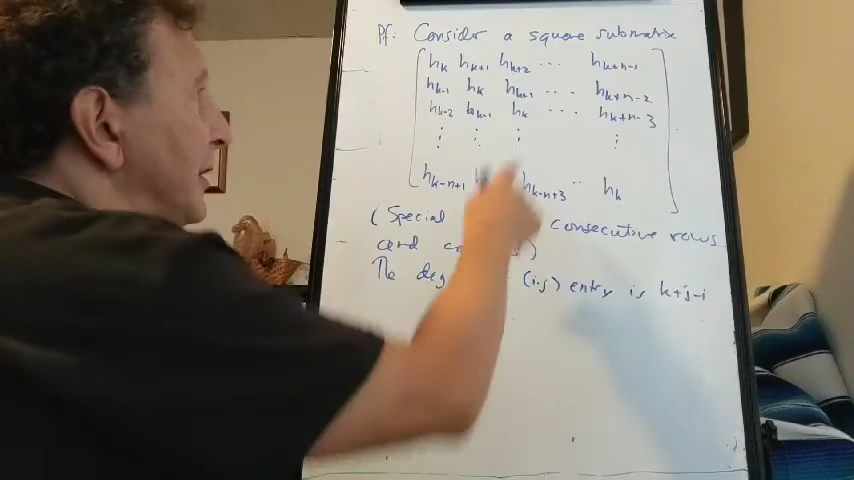 Pf: Consider a square submatrix
h_k h_{k+1} h_{k+2} ... h_{k+n-1}
h_{k-1} h_k h_{k+1} ... h_{k+n-2}
h_{k-2} h_{k-1} h_k ... h_{k+n-3}
⋮ ⋮ ⋮ ⋮
h_{k-n+1} h_{k-n+3} ... h_k
(Special consecutive rows
and
The (i,j) entry is k+j-i